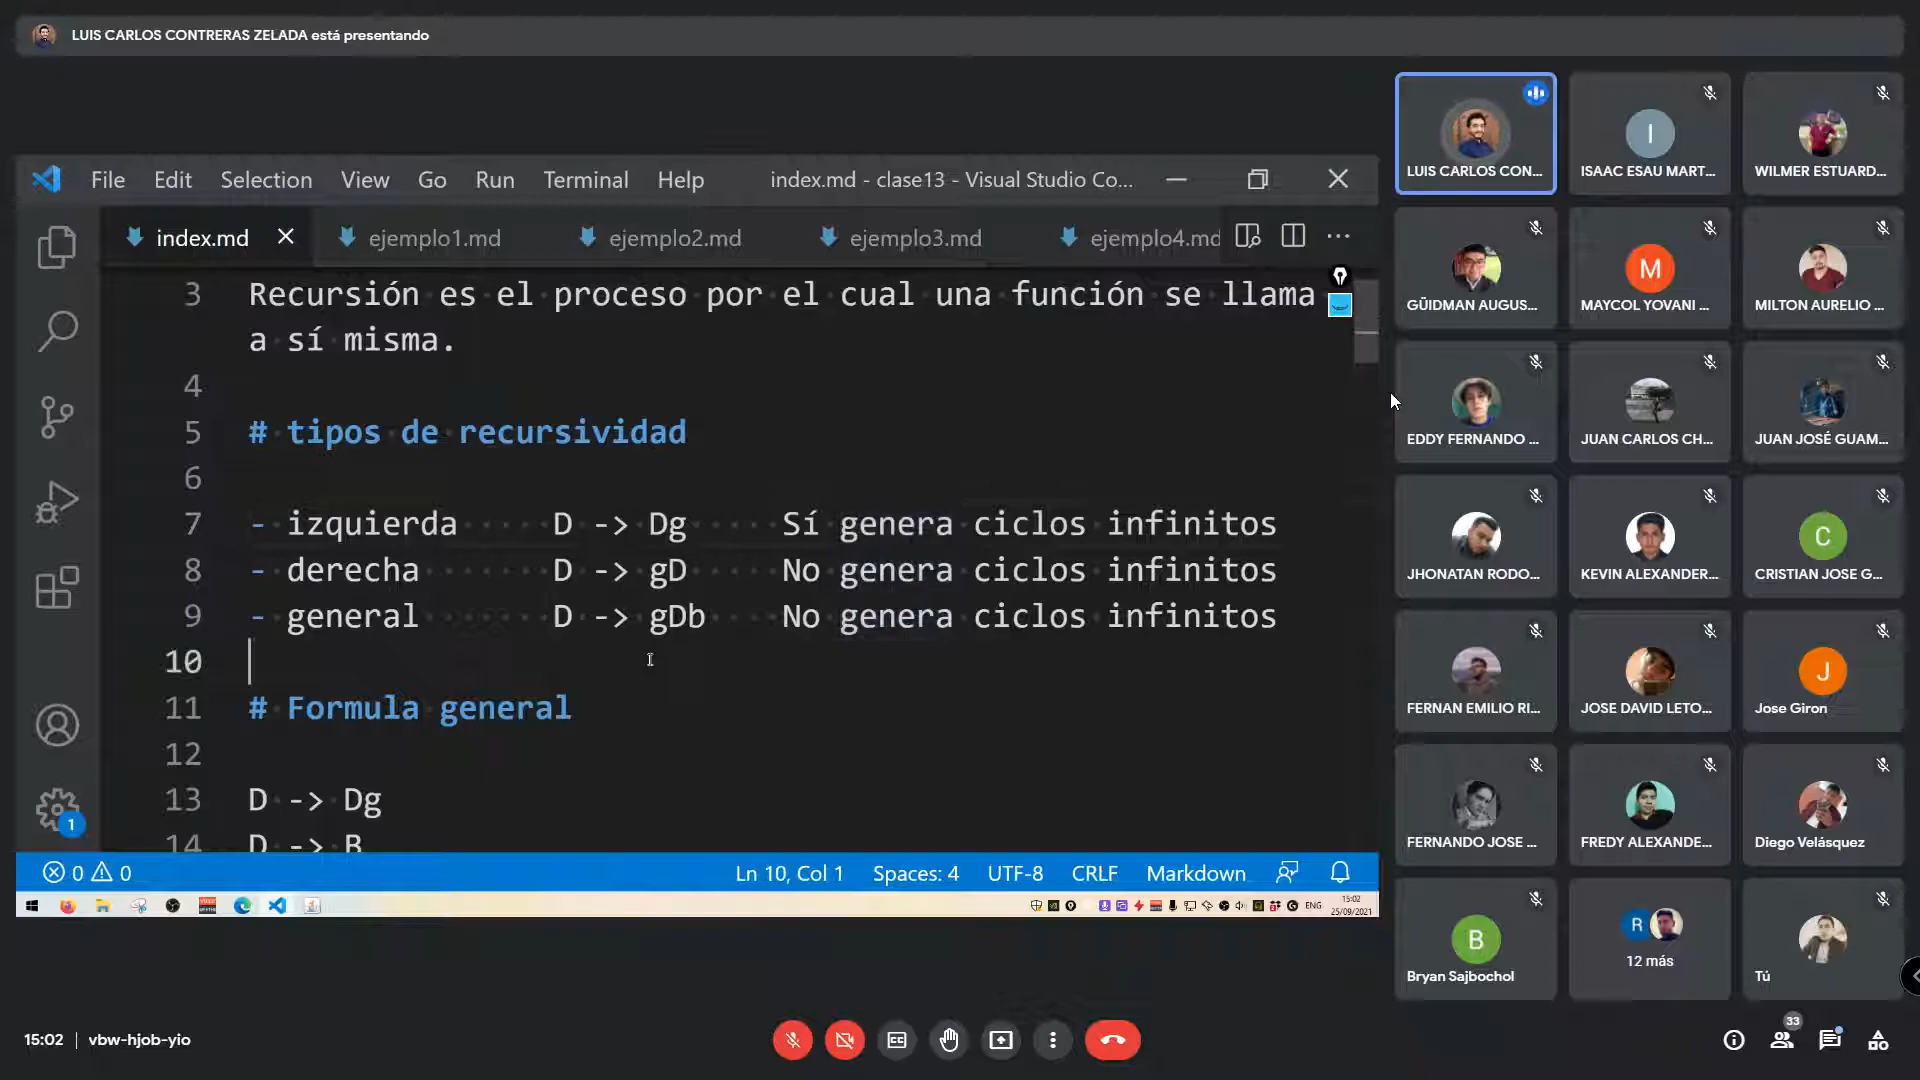 LUIS CARLOS CONTRERAS ZELADA está presentando
File Edit Selection View Go Run Terminal Help index.md - clase13 - Visual Studio Co...
index.md ejemplo1.md ejemplo2.md ejemplo3.md ejemplo4.md
3 Recursión es el proceso por el cual una función se llama
a sí misma.
4
5 # tipos de recursividad
6
7 - izquierda D -> Dg Sí genera ciclos infinitos
8 - derecha D -> gD No genera ciclos infinitos
9 - general D -> gDb No genera ciclos infinitos
10
11 # Formula general
12
13 D -> Dg
14 D -> B
1
0 0 Ln 10, Col 1 Spaces: 4 UTF-8 CRLF Markdown
ENG 15:02
25/09/2021
LUIS CARLOS CON...
I
ISAAC ESAU MART...
WILMER ESTUARD...
GÜIDMAN AUGUS...
M
MAYCOL YOVANI ...
MILTON AURELIO ...
EDDY FERNANDO ...
JUAN CARLOS CH...
JUAN JOSÉ GUAM...
JHONATAN RODO...
KEVIN ALEXANDER...
C
CRISTIAN JOSE G...
FERNAN EMILIO RI...
JOSE DAVID LETO...
J
Jose Giron
FERNANDO JOSE ...
FREDY ALEXANDE...
Diego Velásquez
B
Bryan Sajbochol
R
12 más
Tú
15:02 | vbw-hjob-yio
33